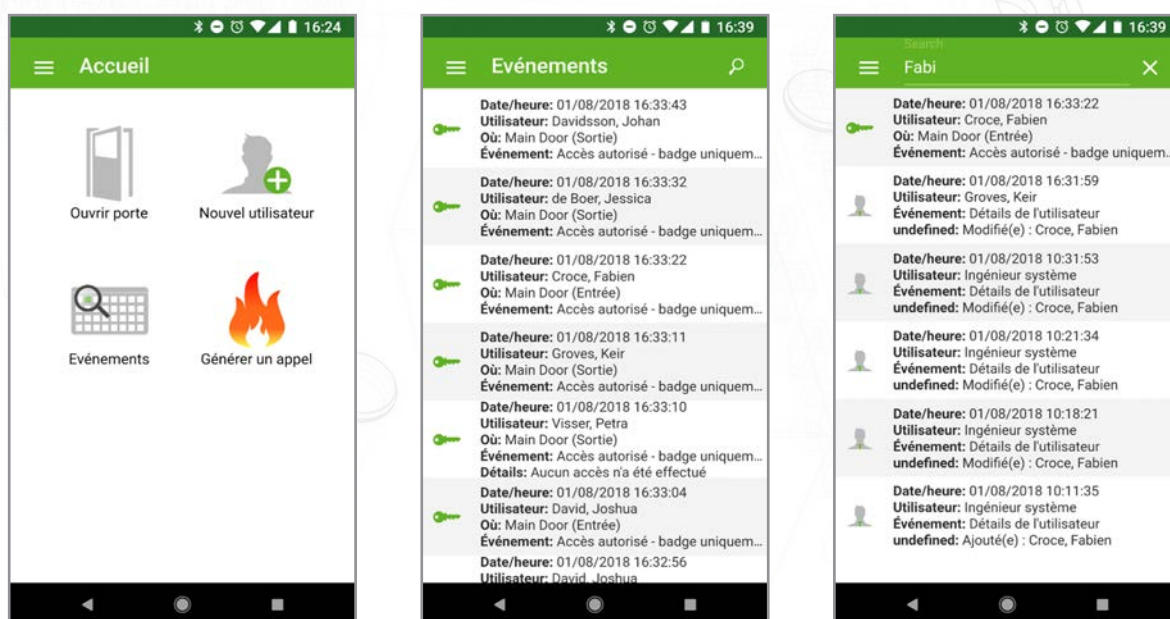 16:24
Accueil
Ouvrir porte
Nouvel utilisateur
Evénements
Générer un appel
16:39
Evénements
Date/heure: 01/08/2018 16:33:43
Utilisateur: Davidsson, Johan
Où: Main Door (Sortie)
Événement: Accès autorisé - badge uniquem...
Date/heure: 01/08/2018 16:33:32
Utilisateur: de Boer, Jessica
Où: Main Door (Sortie)
Événement: Accès autorisé - badge uniquem...
Date/heure: 01/08/2018 16:33:22
Utilisateur: Croce, Fabien
Où: Main Door (Entrée)
Événement: Accès autorisé - badge uniquem...
Date/heure: 01/08/2018 16:33:11
Utilisateur: Groves, Keir
Où: Main Door (Sortie)
Événement: Accès autorisé - badge uniquem...
Date/heure: 01/08/2018 16:33:10
Utilisateur: Visser, Petra
Où: Main Door (Sortie)
Événement: Accès autorisé - badge uniquem...
Détails: Aucun accès n'a été effectué
Date/heure: 01/08/2018 16:33:04
Utilisateur: David, Joshua
Où: Main Door (Entrée)
Événement: Accès autorisé - badge uniquem...
Date/heure: 01/08/2018 16:32:56
Utilisateur: David, Joshua
16:39
Search
Fabi
Date/heure: 01/08/2018 16:33:22
Utilisateur: Croce, Fabien
Où: Main Door (Entrée)
Événement: Accès autorisé - badge uniquem..
Date/heure: 01/08/2018 16:31:59
Utilisateur: Groves, Keir
Événement: Détails de l'utilisateur
undefined: Modifié(e) : Croce, Fabien
Date/heure: 01/08/2018 10:31:53
Utilisateur: Ingénieur système
Événement: Détails de l'utilisateur
undefined: Modifié(e) : Croce, Fabien
Date/heure: 01/08/2018 10:21:34
Utilisateur: Ingénieur système
Événement: Détails de l'utilisateur
undefined: Modifié(e) : Croce, Fabien
Date/heure: 01/08/2018 10:18:21
Utilisateur: Ingénieur système
Événement: Détails de l'utilisateur
undefined: Modifié(e) : Croce, Fabien
Date/heure: 01/08/2018 10:11:35
Utilisateur: Ingénieur système
Événement: Détails de l'utilisateur
undefined: Ajouté(e) : Croce, Fabien